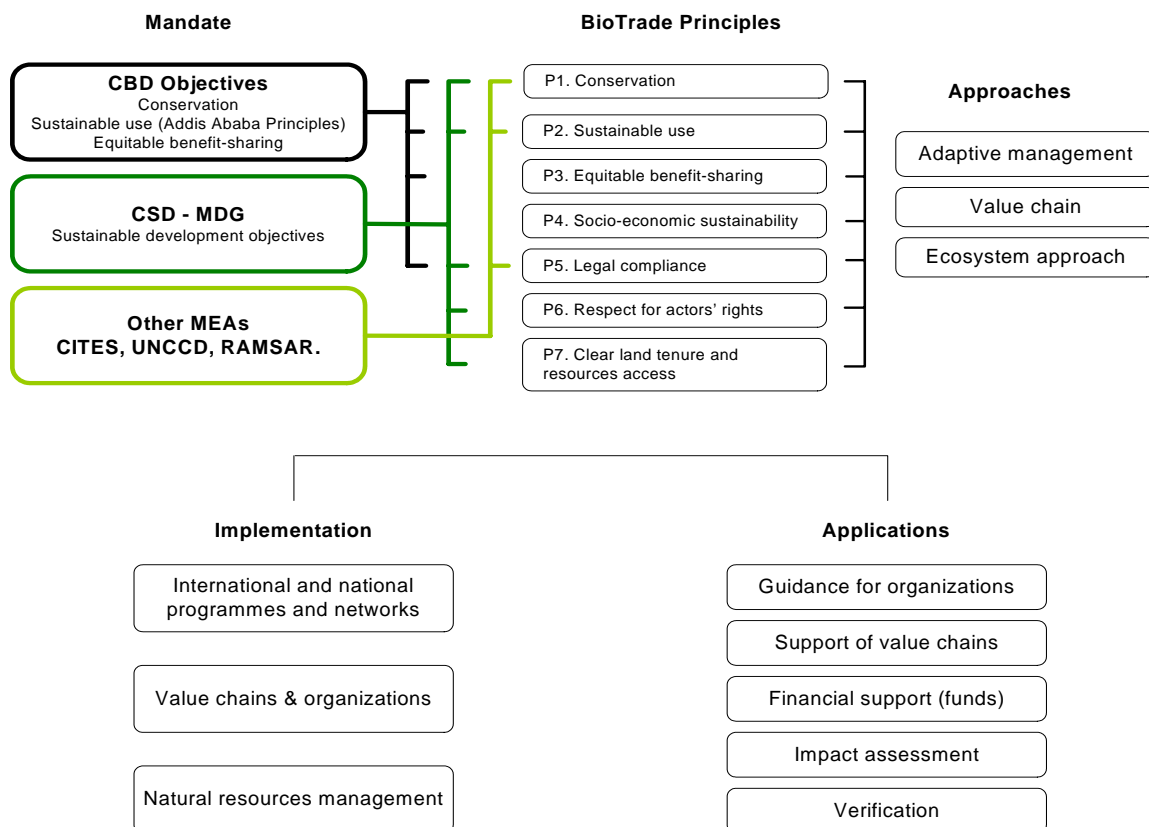 Mandate
BioTrade Principles
CBD Objectives
Conservation
Sustainable use (Addis Ababa Principles)
Equitable benefit-sharing
CSD - MDG
Sustainable development objectives
Other MEAs
CITES, UNCCD, RAMSAR.
P1. Conservation
P2. Sustainable use
P3. Equitable benefit-sharing
P4. Socio-economic sustainability
P5. Legal compliance
P6. Respect for actors’ rights
P7. Clear land tenure and
resources access
Approaches
Adaptive management
Value chain
Ecosystem approach
Implementation
International and national
programmes and networks
Value chains & organizations
Natural resources management
Applications
Guidance for organizations
Support of value chains
Financial support (funds)
Impact assessment
Verification